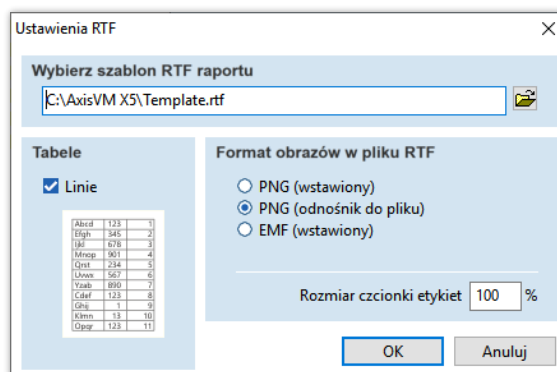 Ustawienia RTF
Wybierz szablon RTF raportu
C:\AxisVM X5\Template.rtf
Tabele
Linie
Abcd 123 1
Efgh 345 2
Ijkl 678 3
Mnop 901 4
Qrst 234 5
Uvwx 567 6
Yzab 890 7
Cdef 123 8
Ghij 1 9
Klmn 13 10
Opqr 123 11
Format obrazów w pliku RTF
PNG (wstawiony)
PNG (odnośnik do pliku)
EMF (wstawiony)
Rozmiar czcionki etykiet 100 %
OK Anuluj